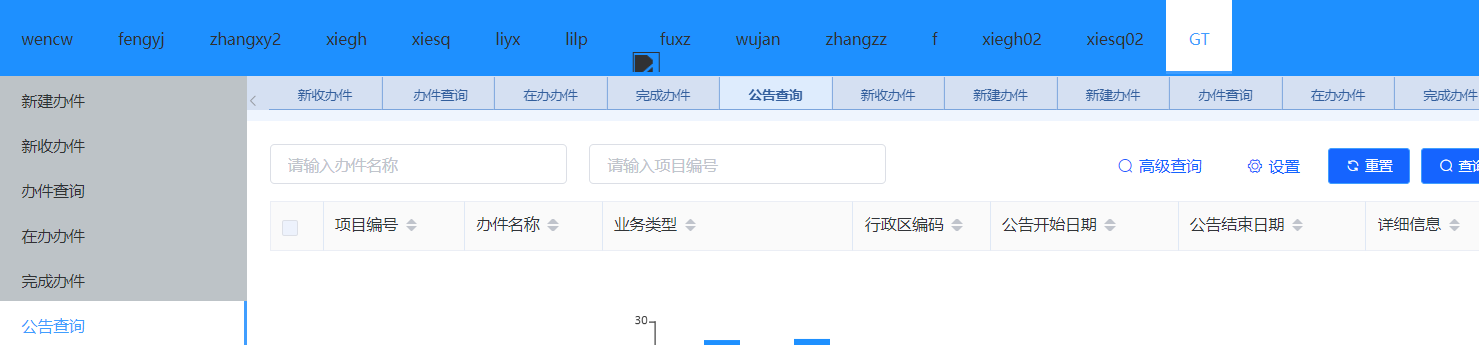 wencw fengyj zhangxy2 xiegh xiesq liyx lilp fuxz wujan zhangzz f xiegh02 xiesq02 GT
新建办件
新收办件
办件查询
在办办件
完成办件
公告查询
新收办件 办件查询 在办办件 完成办件 公告查询 新收办件 新建办件 新建办件 办件查询 在办办件 完成办件
请输入办件名称 请输入项目编号 高级查询 设置 重置 查询
项目编号 办件名称 业务类型 行政区编码 公告开始日期 公告结束日期 详细信息
30